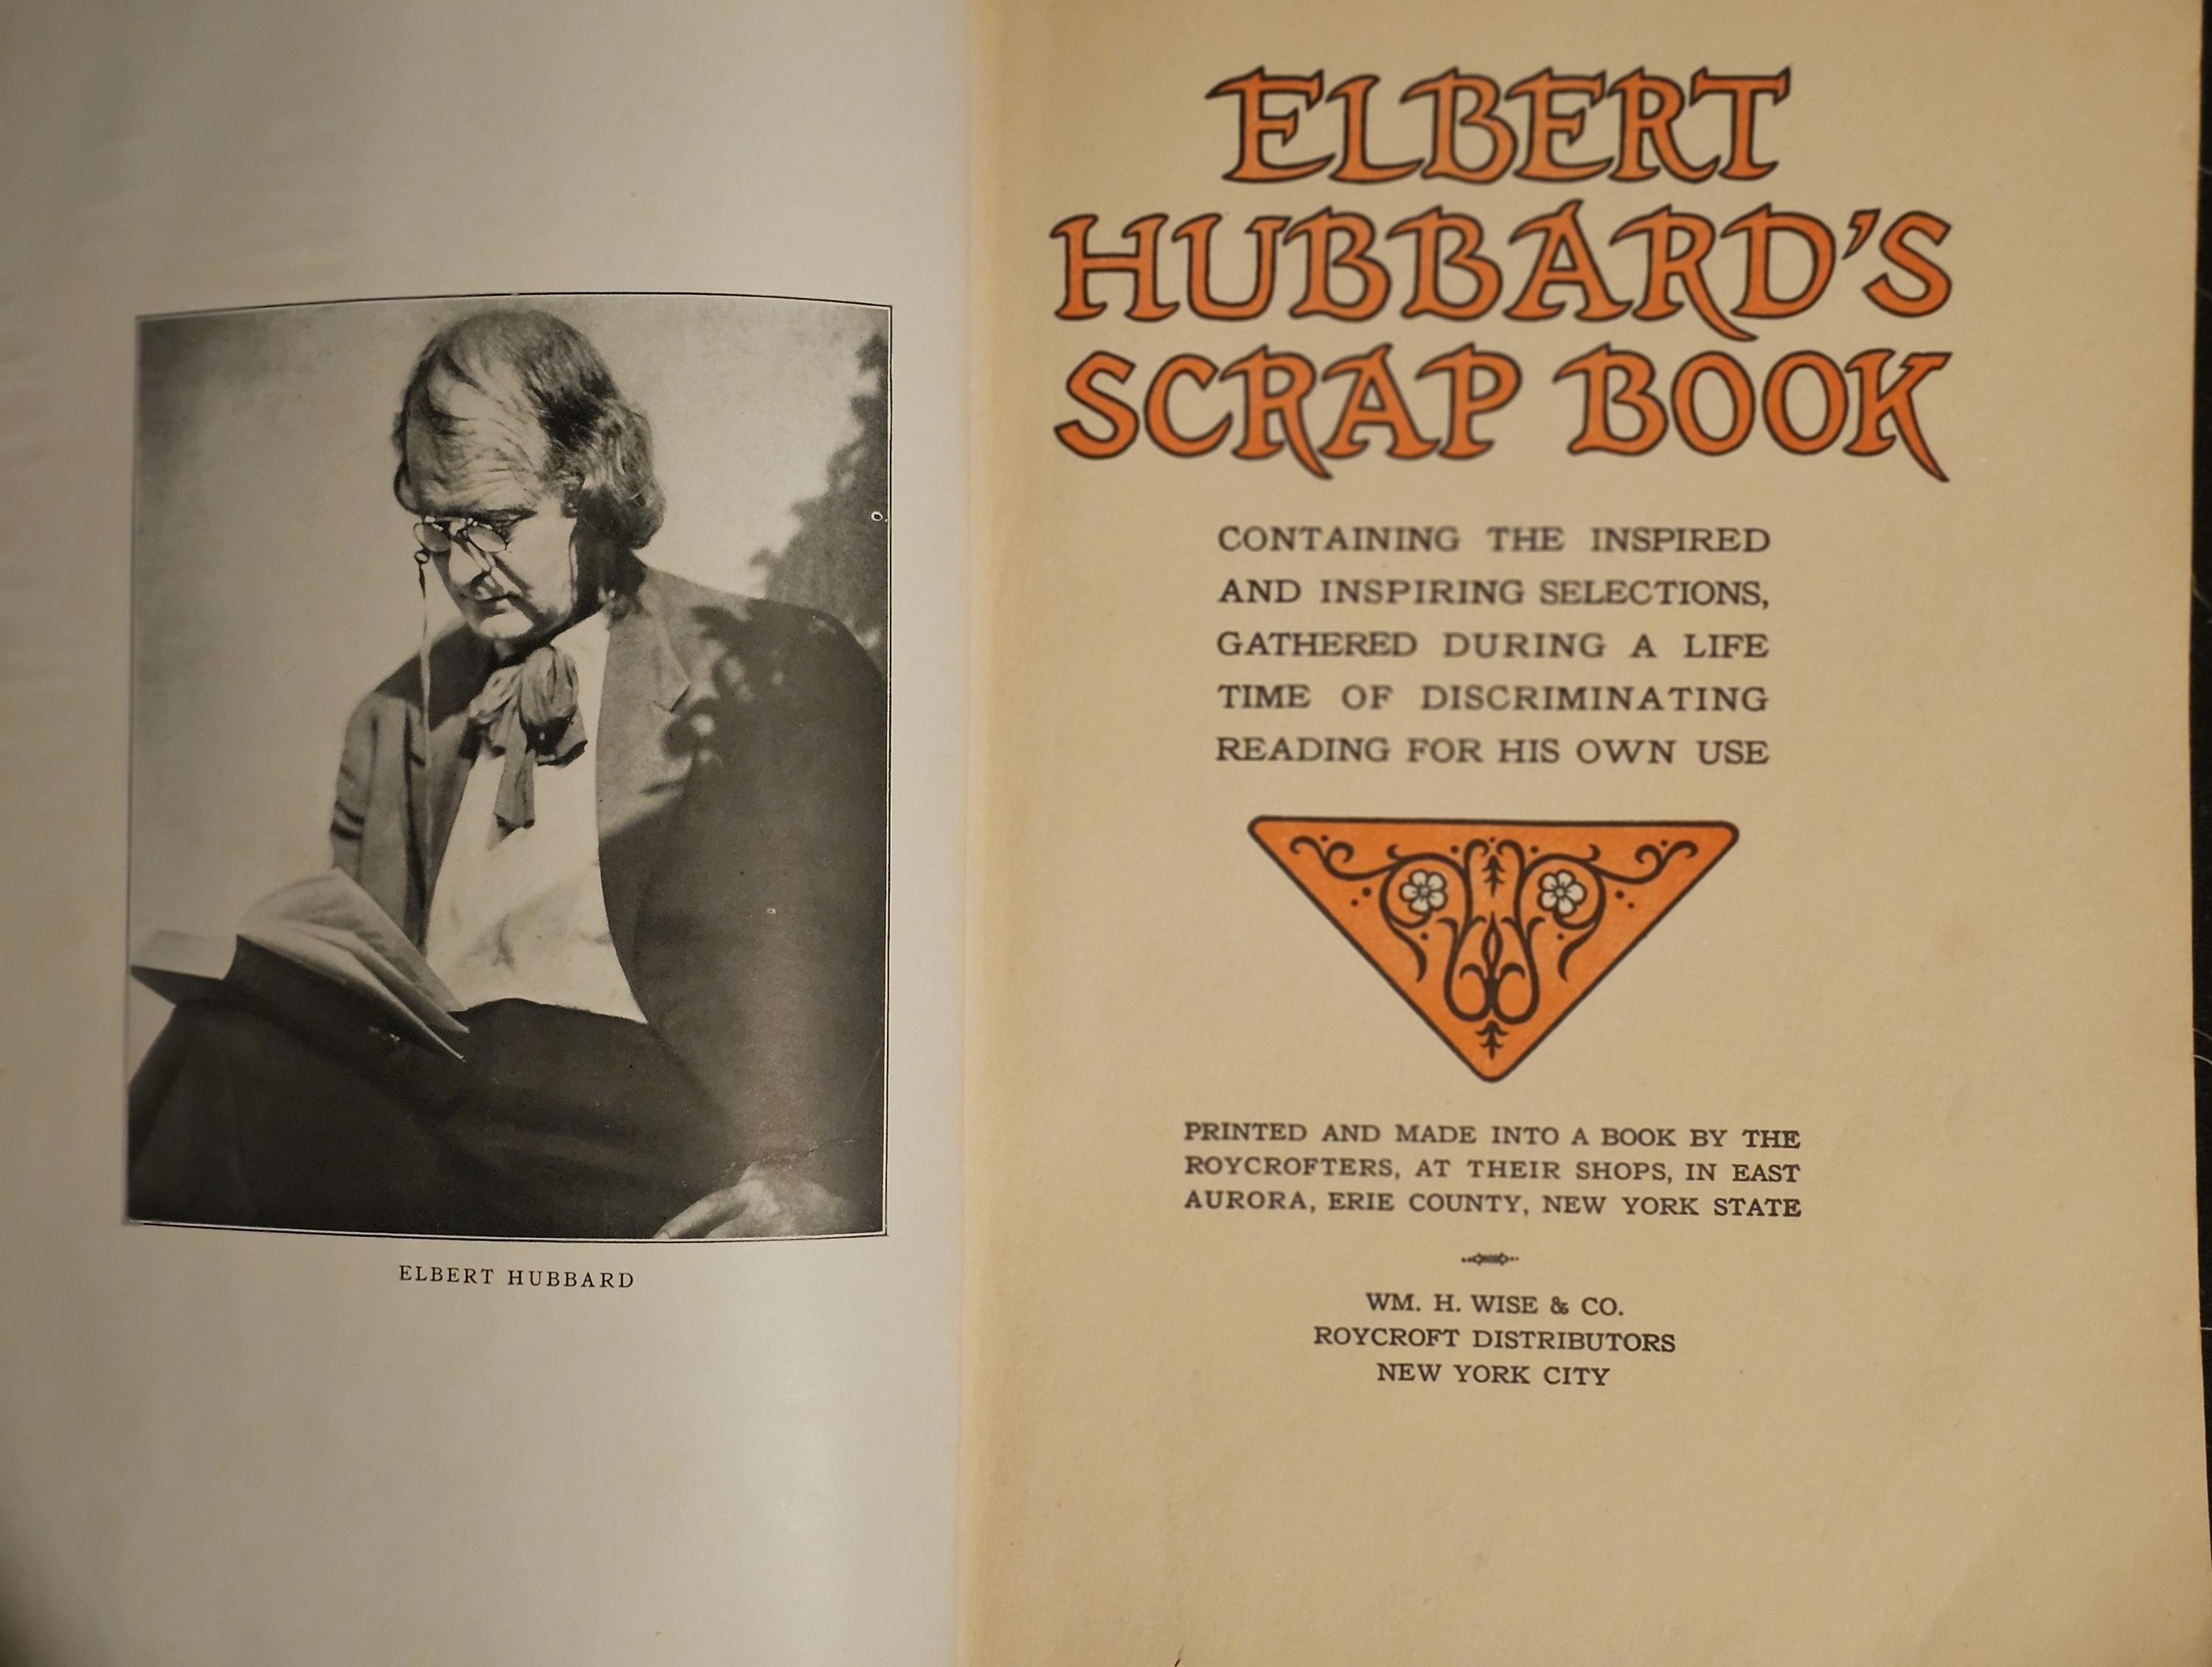 ELBERT HUBBARD
ELBERT
HUBBARD'S
SCRAP BOOK
CONTAINING THE INSPIRED
AND INSPIRING SELECTIONS,
GATHERED DURING A LIFE
TIME OF DISCRIMINATING
READING FOR HIS OWN USE
PRINTED AND MADE INTO A BOOK BY THE
ROYCROFTERS, AT THEIR SHOPS, IN EAST
AURORA, ERIE COUNTY, NEW YORK STATE
WM. H. WISE & CO.
ROYCROFT DISTRIBUTORS
NEW YORK CITY